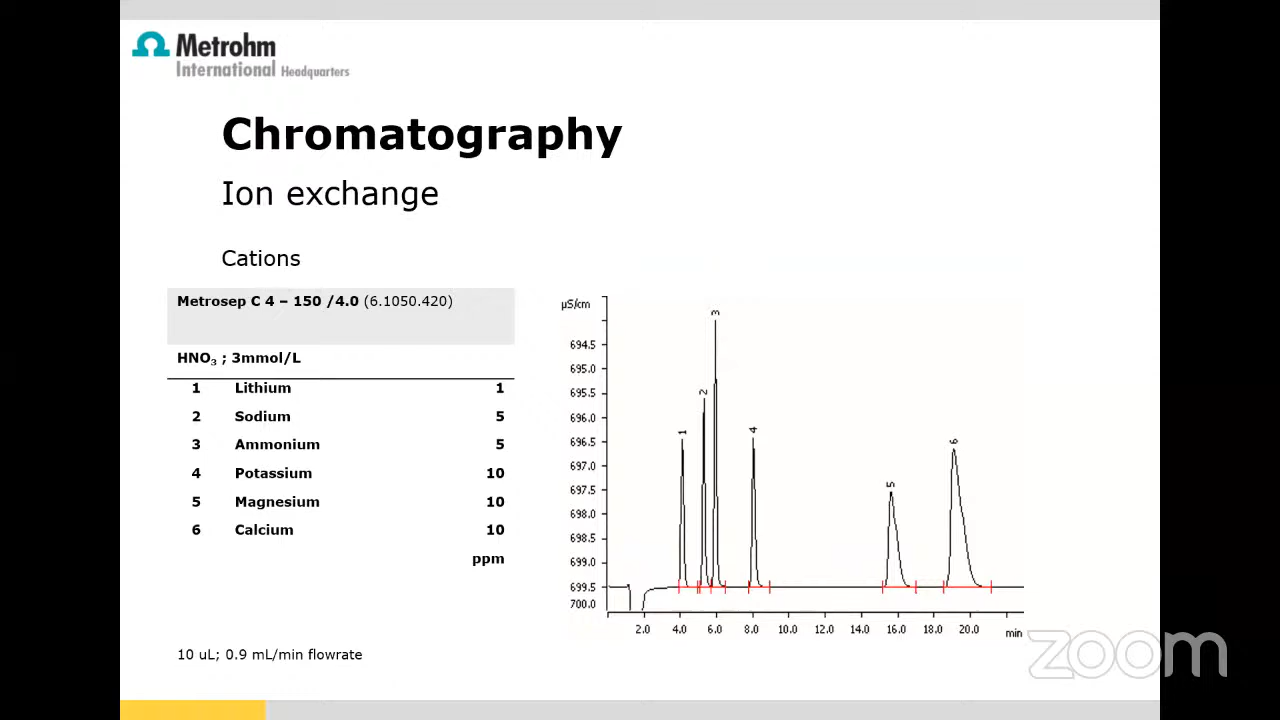 Metrohm
International Headquarters
Chromatography
Ion exchange
Cations
Metrosep C 4 – 150 /4.0 (6.1050.420)
HNO₃ ; 3mmol/L
1 Lithium 1
2 Sodium 5
3 Ammonium 5
4 Potassium 10
5 Magnesium 10
6 Calcium 10
ppm
10 uL; 0.9 mL/min flowrate
µS/cm
694.5
695.0
695.5
696.0
696.5
697.0
697.5
698.0
698.5
699.0
699.5
700.0
1
2
3
4
5
6
2.0 4.0 6.0 8.0 10.0 12.0 14.0 16.0 18.0 20.0 min
zoom